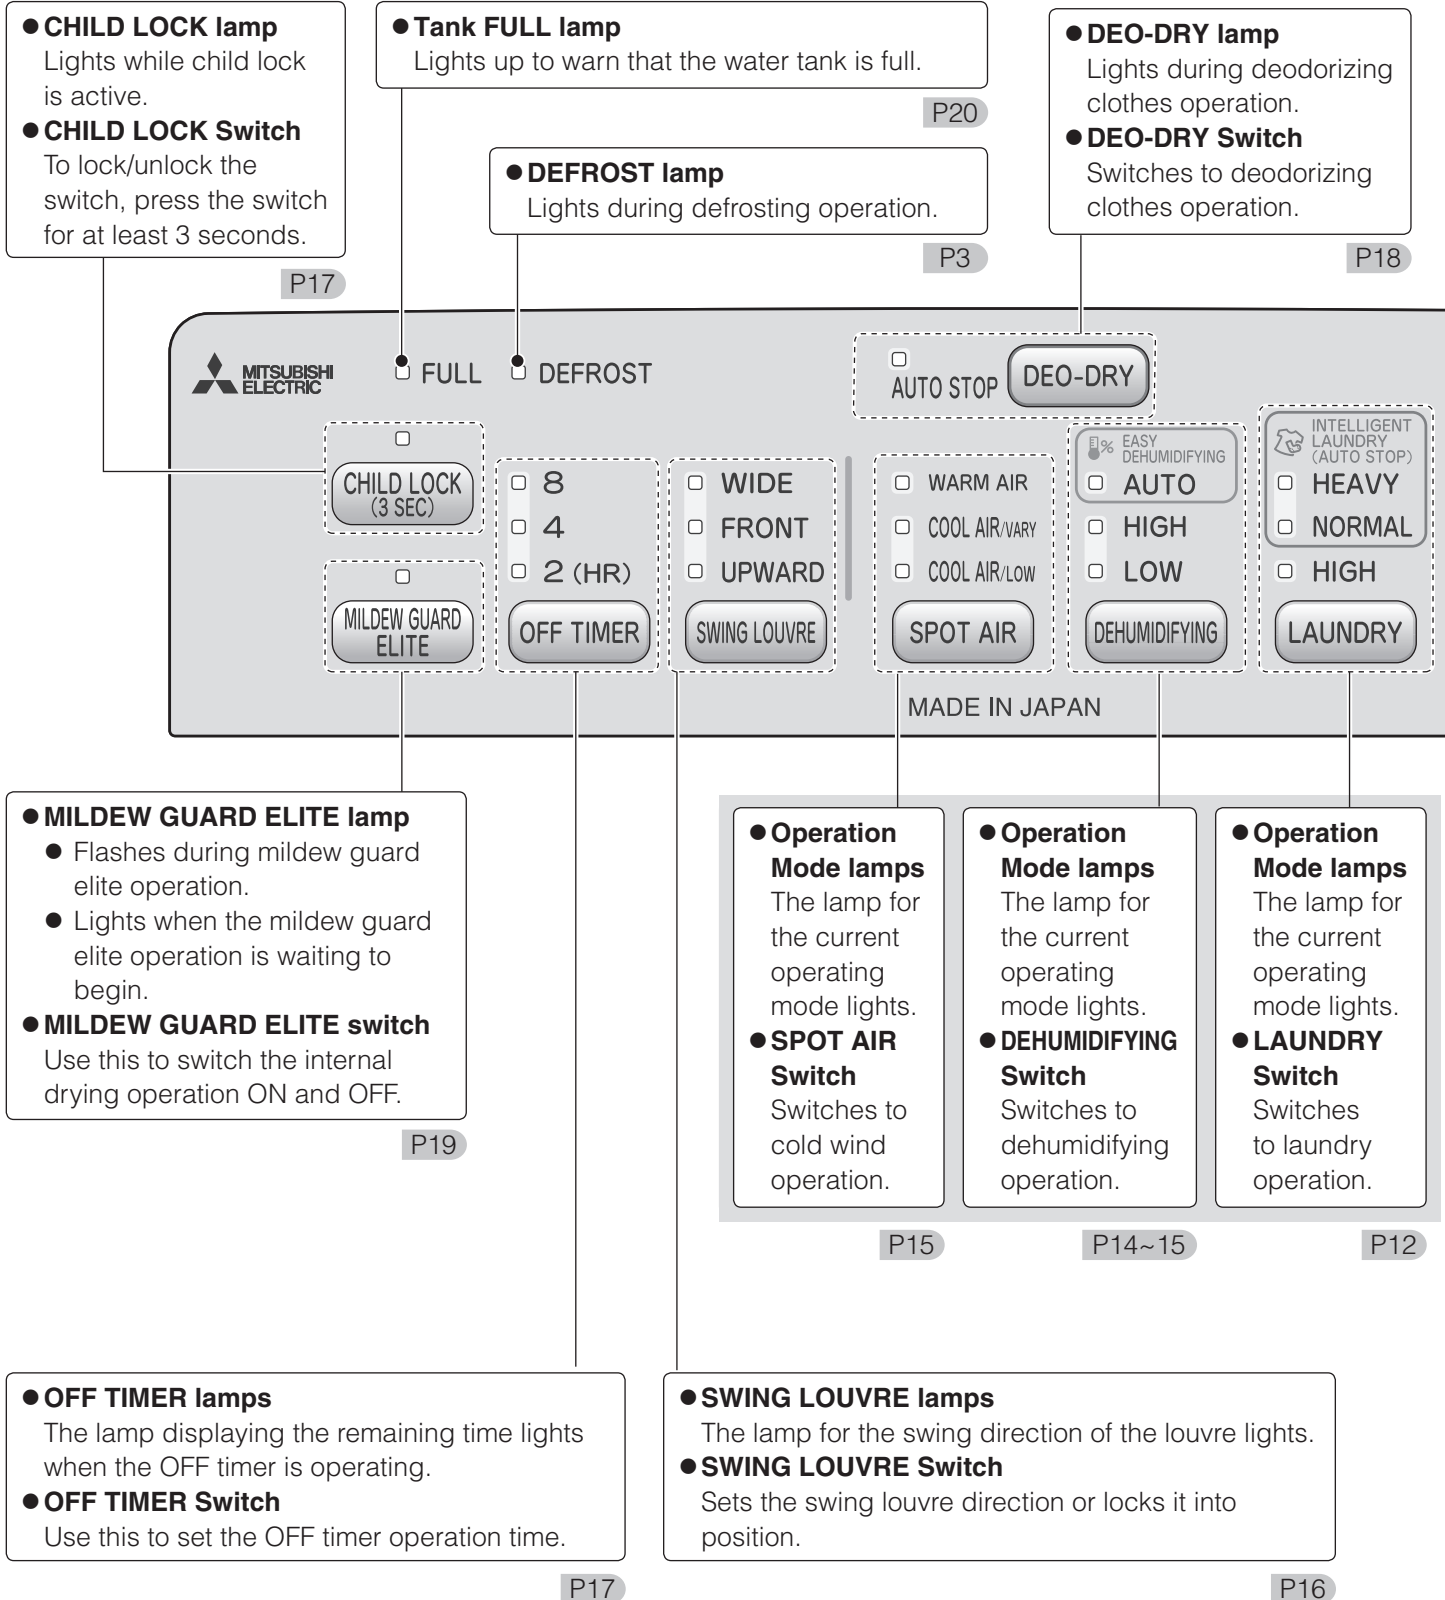 ● CHILD LOCK lamp
Lights while child lock
is active.
● CHILD LOCK Switch
To lock/unlock the
switch, press the switch
for at least 3 seconds.
P17
● Tank FULL lamp
Lights up to warn that the water tank is full.
P20
● DEFROST lamp
Lights during defrosting operation.
P3
● DEO-DRY lamp
Lights during deodorizing
clothes operation.
● DEO-DRY Switch
Switches to deodorizing
clothes operation.
P18
MITSUBISHI
ELECTRIC
FULL
DEFROST
AUTO STOP
DEO-DRY
CHILD LOCK
(3 SEC)
MILDEW GUARD
ELITE
8
4
2 (HR)
OFF TIMER
WIDE
FRONT
UPWARD
SWING LOUVRE
WARM AIR
COOL AIR/VARY
COOL AIR/LOW
SPOT AIR
%
EASY
DEHUMIDIFYING
AUTO
HIGH
LOW
DEHUMIDIFYING
INTELLIGENT
LAUNDRY
(AUTO STOP)
HEAVY
NORMAL
HIGH
LAUNDRY
MADE IN JAPAN
● MILDEW GUARD ELITE lamp
● Flashes during mildew guard
elite operation.
● Lights when the mildew guard
elite operation is waiting to
begin.
● MILDEW GUARD ELITE switch
Use this to switch the internal
drying operation ON and OFF.
P19
● Operation
Mode lamps
The lamp for
the current
operating
mode lights.
● SPOT AIR
Switch
Switches to
cold wind
operation.
P15
● Operation
Mode lamps
The lamp for
the current
operating
mode lights.
● DEHUMIDIFYING
Switch
Switches to
dehumidifying
operation.
P14~15
● Operation
Mode lamps
The lamp for
the current
operating
mode lights.
● LAUNDRY
Switch
Switches
to laundry
operation.
P12
● OFF TIMER lamps
The lamp displaying the remaining time lights
when the OFF timer is operating.
● OFF TIMER Switch
Use this to set the OFF timer operation time.
P17
● SWING LOUVRE lamps
The lamp for the swing direction of the louvre lights.
● SWING LOUVRE Switch
Sets the swing louvre direction or locks it into
position.
P16